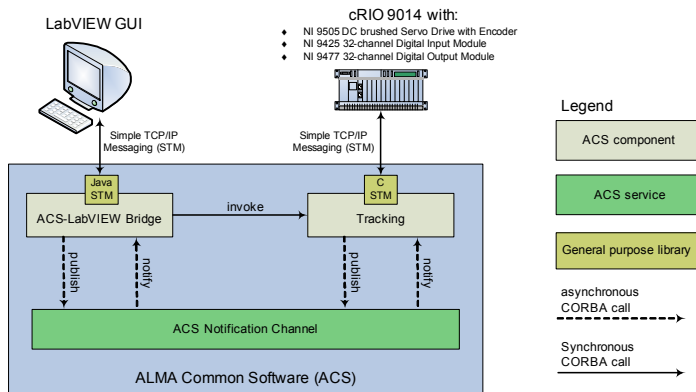 LabVIEW GUI
cRIO 9014 with:
♦ NI 9505 DC brushed Servo Drive with Encoder
♦ NI 9425 32-channel Digital Input Module
♦ NI 9477 32-channel Digital Output Module
Simple TCP/IP
Messaging (STM)
Simple TCP/IP
Messaging (STM)
Java
STM
ACS-LabVIEW Bridge
invoke
C
STM
Tracking
publish
notify
publish
notify
ACS Notification Channel
ALMA Common Software (ACS)
Legend
ACS component
ACS service
General purpose library
asynchronous
CORBA call
Synchronous
CORBA call